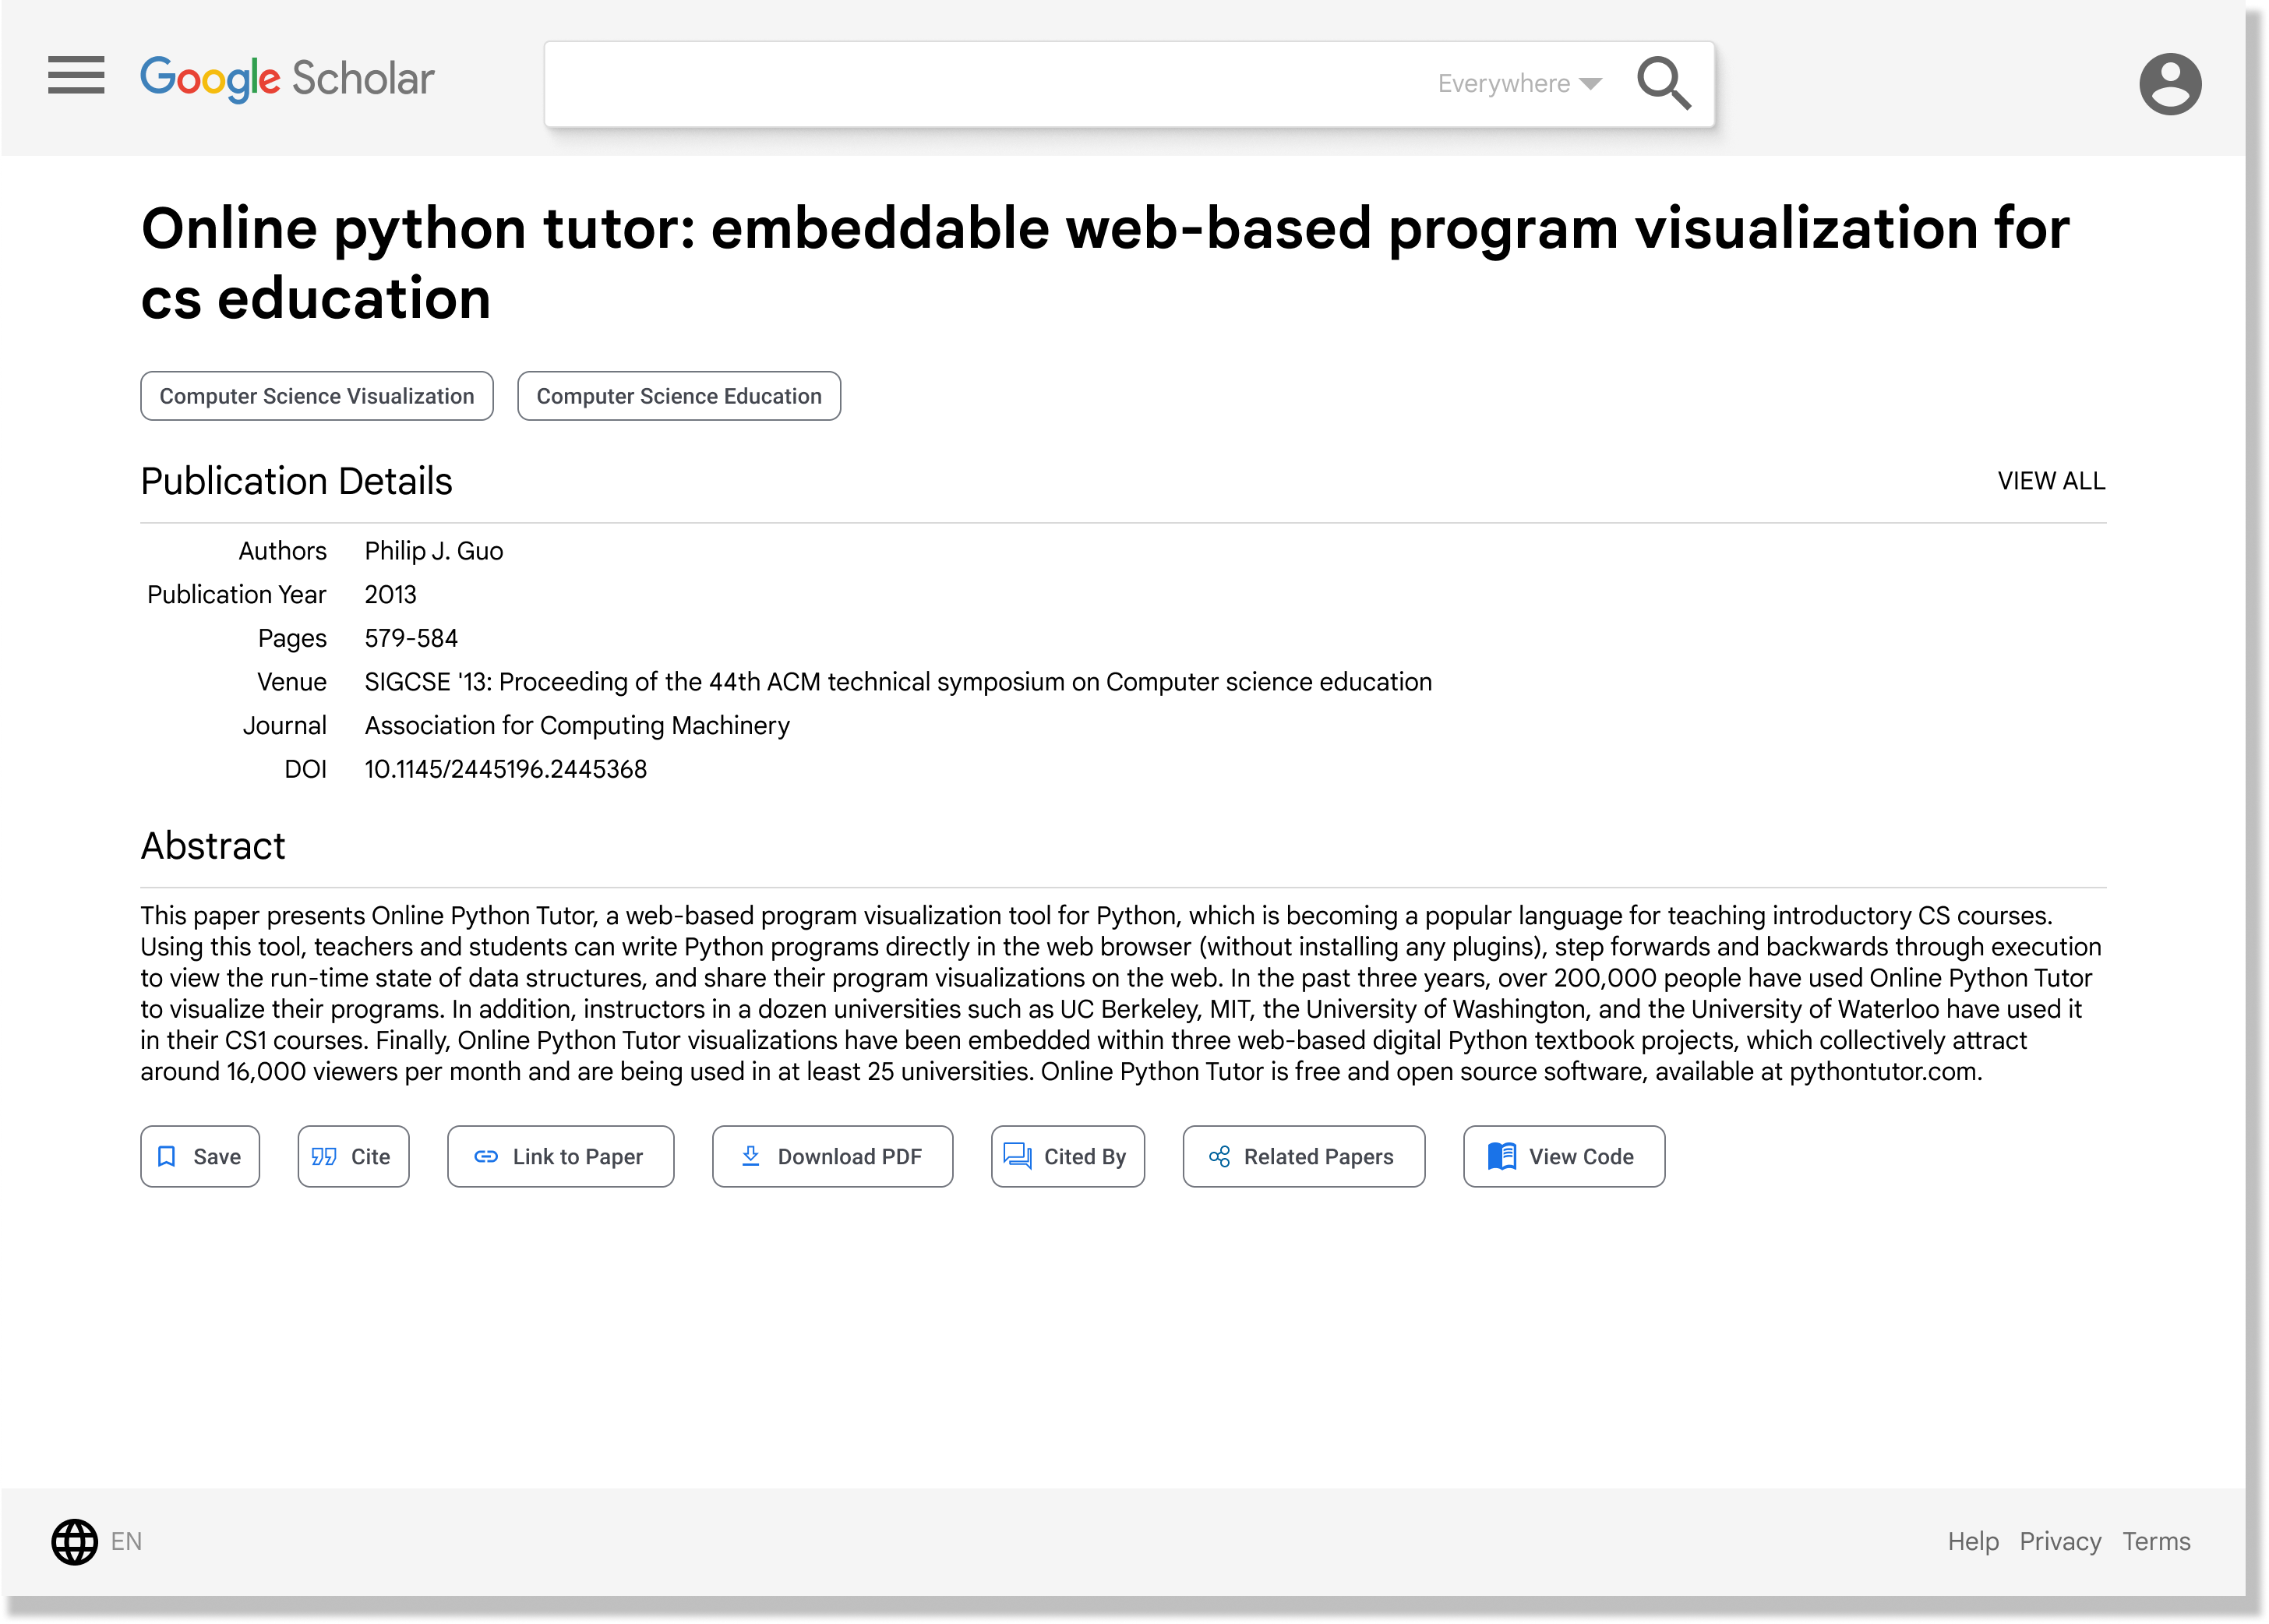 Google Scholar
Everywhere
Online python tutor: embeddable web-based program visualization for
cs education
Computer Science Visualization
Computer Science Education
Publication Details
VIEW ALL
Authors Philip J. Guo
Publication Year 2013
Pages 579-584
Venue SIGCSE '13: Proceeding of the 44th ACM technical symposium on Computer science education
Journal Association for Computing Machinery
DOI 10.1145/2445196.2445368
Abstract
This paper presents Online Python Tutor, a web-based program visualization tool for Python, which is becoming a popular language for teaching introductory CS courses.
Using this tool, teachers and students can write Python programs directly in the web browser (without installing any plugins), step forwards and backwards through execution
to view the run-time state of data structures, and share their program visualizations on the web. In the past three years, over 200,000 people have used Online Python Tutor
to visualize their programs. In addition, instructors in a dozen universities such as UC Berkeley, MIT, the University of Washington, and the University of Waterloo have used it
in their CS1 courses. Finally, Online Python Tutor visualizations have been embedded within three web-based digital Python textbook projects, which collectively attract
around 16,000 viewers per month and are being used in at least 25 universities. Online Python Tutor is free and open source software, available at pythontutor.com.
Save
Cite
Link to Paper
Download PDF
Cited By
Related Papers
View Code
EN
Help Privacy Terms